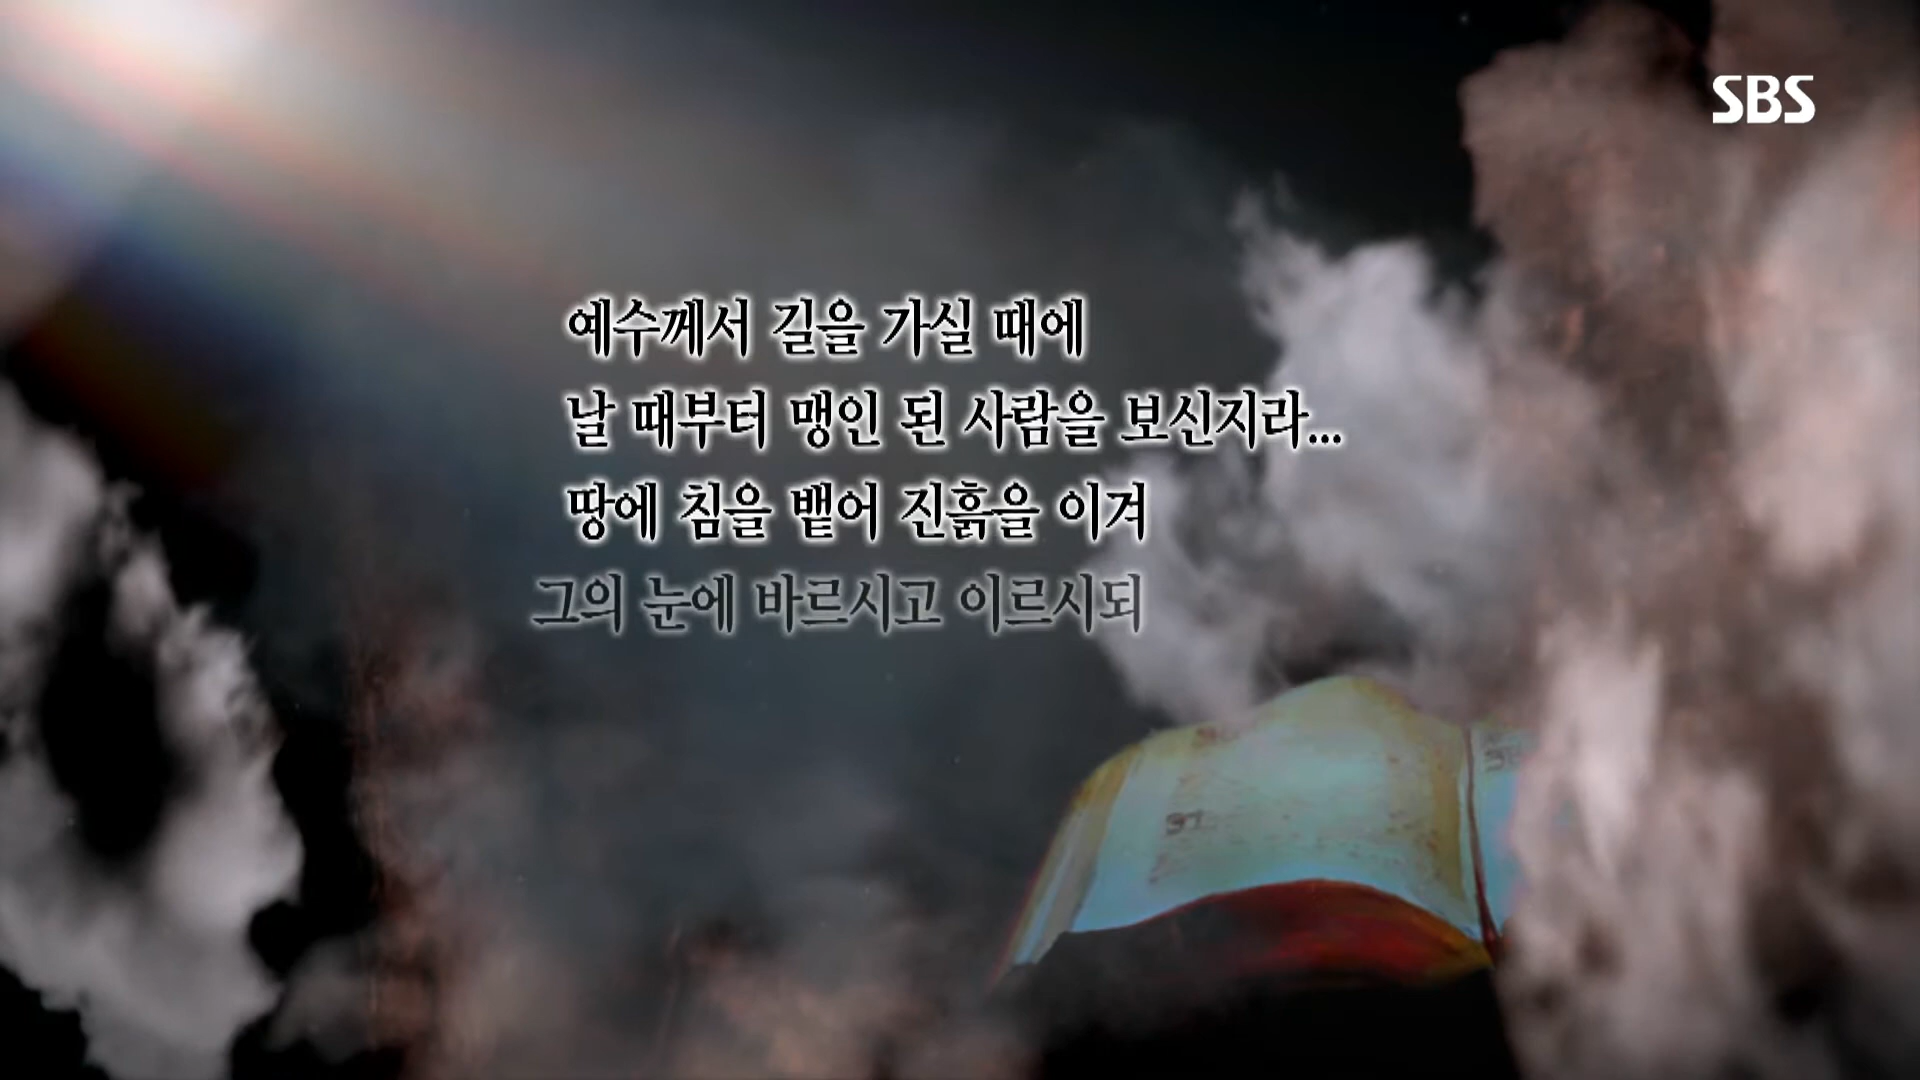 SBS
예수께서 길을 가실 때에
날 때부터 맹인 된 사람을 보신지라...
땅에 침을 뱉어 진흙을 이겨
그의 눈에 바르시고 이르시되